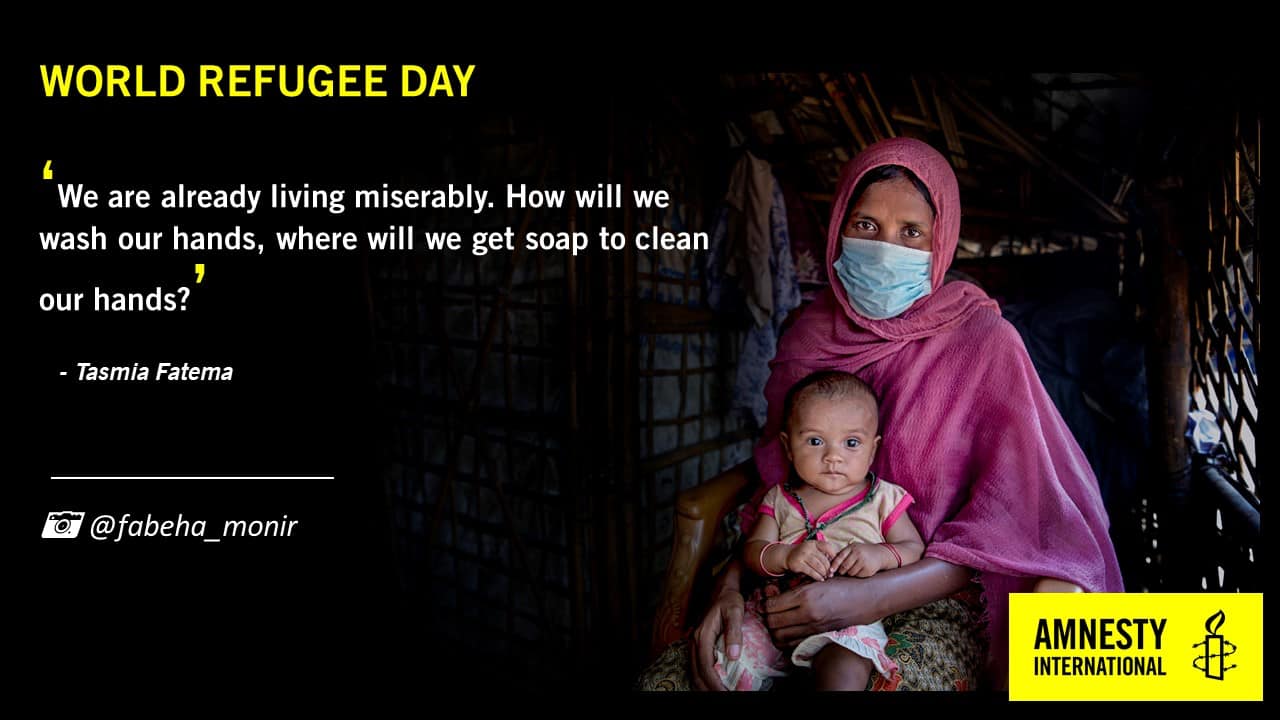 WORLD REFUGEE DAY
‘We are already living miserably. How will we
wash our hands, where will we get soap to clean
our hands?’
- Tasmia Fatema
@fabeha_monir
AMNESTY
INTERNATIONAL